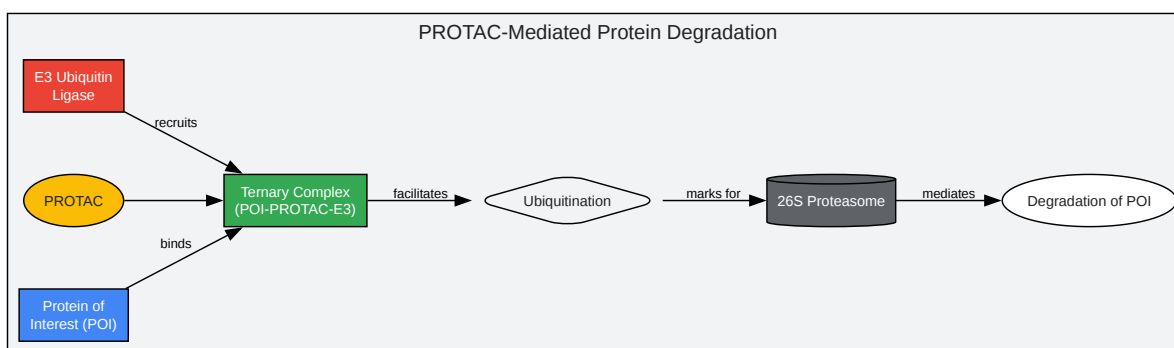 PROTAC-Mediated Protein Degradation
E3 Ubiquitin
Ligase
recruits
PROTAC
Ternary Complex
(POI-PROTAC-E3)
facilitates
Ubiquitination
marks for
26S Proteasome
mediates
Degradation of POI
binds
Protein of
Interest (POI)